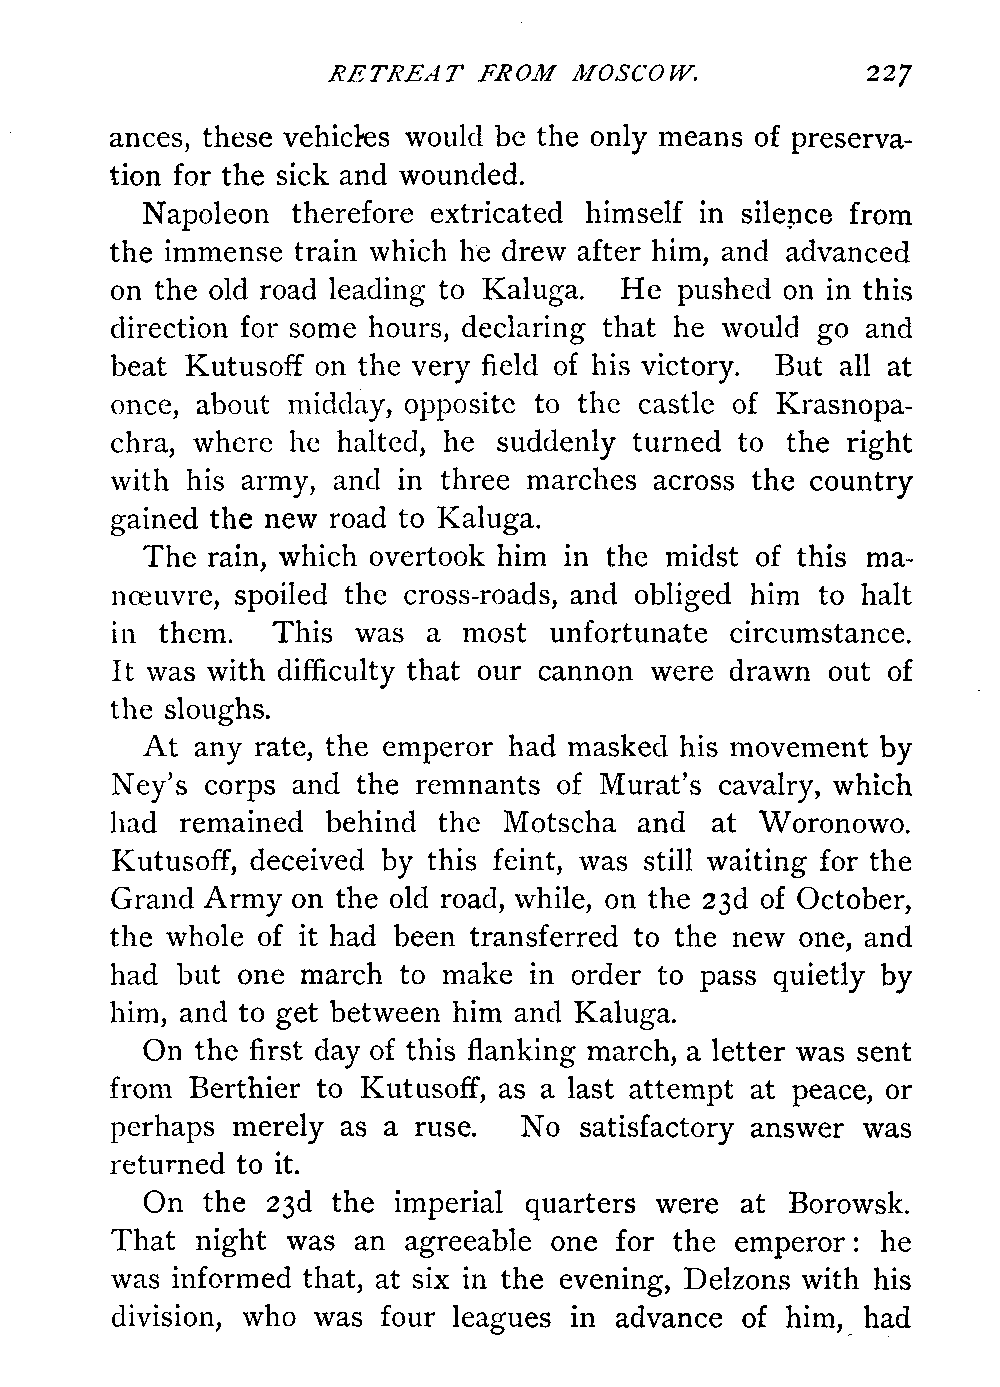 RETREAT FROM MOSCOW. 227
ances, these vehicles would be the only means of preserva-
tion for the sick and wounded.
Napoleon therefore extricated himself in silence from
the immense train which he drew after him, and advanced
on the old road leading to Kaluga. He pushed on in this
direction for some hours, declaring that he would go and
beat Kutusoff on the very field of his victory. But all at
once, about midday, opposite to the castle of Krasnopa-
chra, where he halted, he suddenly turned to the right
with his army, and in three marches across the country
gained the new road to Kaluga.
The rain, which overtook him in the midst of this ma-
nœuvre, spoiled the cross-roads, and obliged him to halt
in them. This was a most unfortunate circumstance.
It was with difficulty that our cannon were drawn out of
the sloughs.
At any rate, the emperor had masked his movement by
Ney's corps and the remnants of Murat's cavalry, which
had remained behind the Motscha and at Woronowo.
Kutusoff, deceived by this feint, was still waiting for the
Grand Army on the old road, while, on the 23d of October,
the whole of it had been transferred to the new one, and
had but one march to make in order to pass quietly by
him, and to get between him and Kaluga.
On the first day of this flanking march, a letter was sent
from Berthier to Kutusoff, as a last attempt at peace, or
perhaps merely as a ruse. No satisfactory answer was
returned to it.
On the 23d the imperial quarters were at Borowsk.
That night was an agreeable one for the emperor: he
was informed that, at six in the evening, Delzons with his
division, who was four leagues in advance of him, had